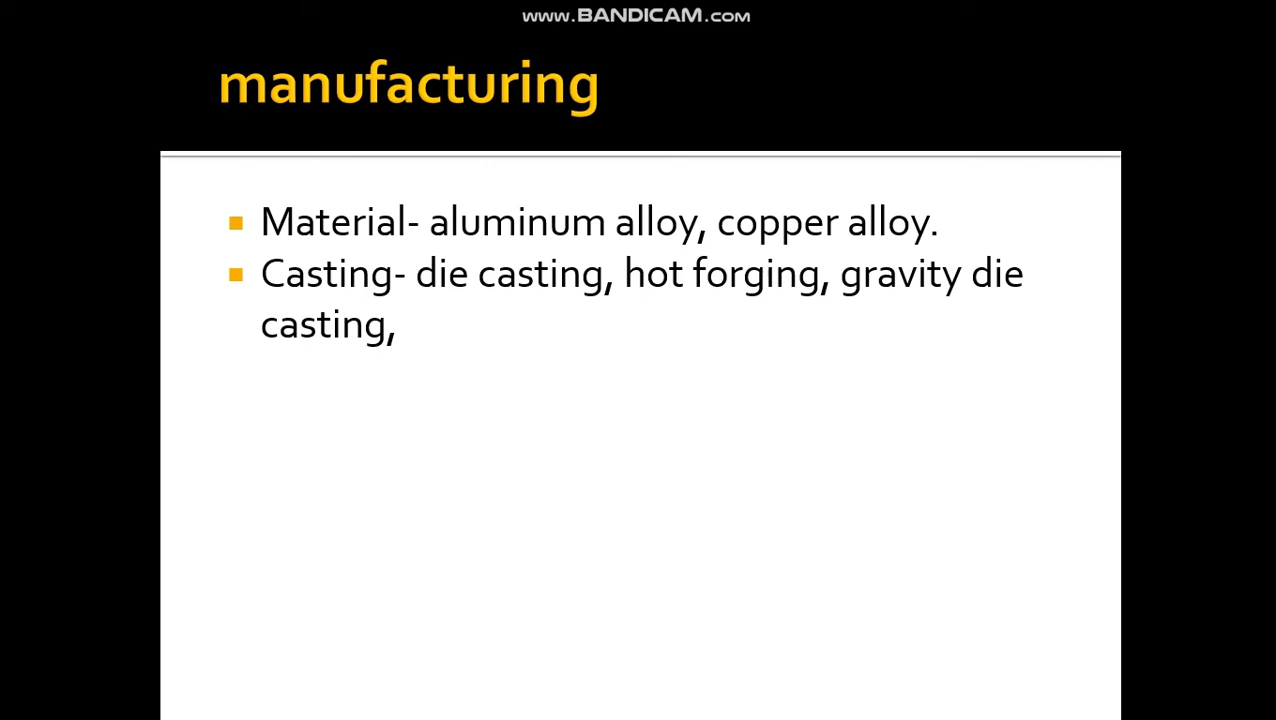 www.BANDICAM.com
manufacturing
Material- aluminum alloy, copper alloy.
Casting- die casting, hot forging, gravity die
casting,